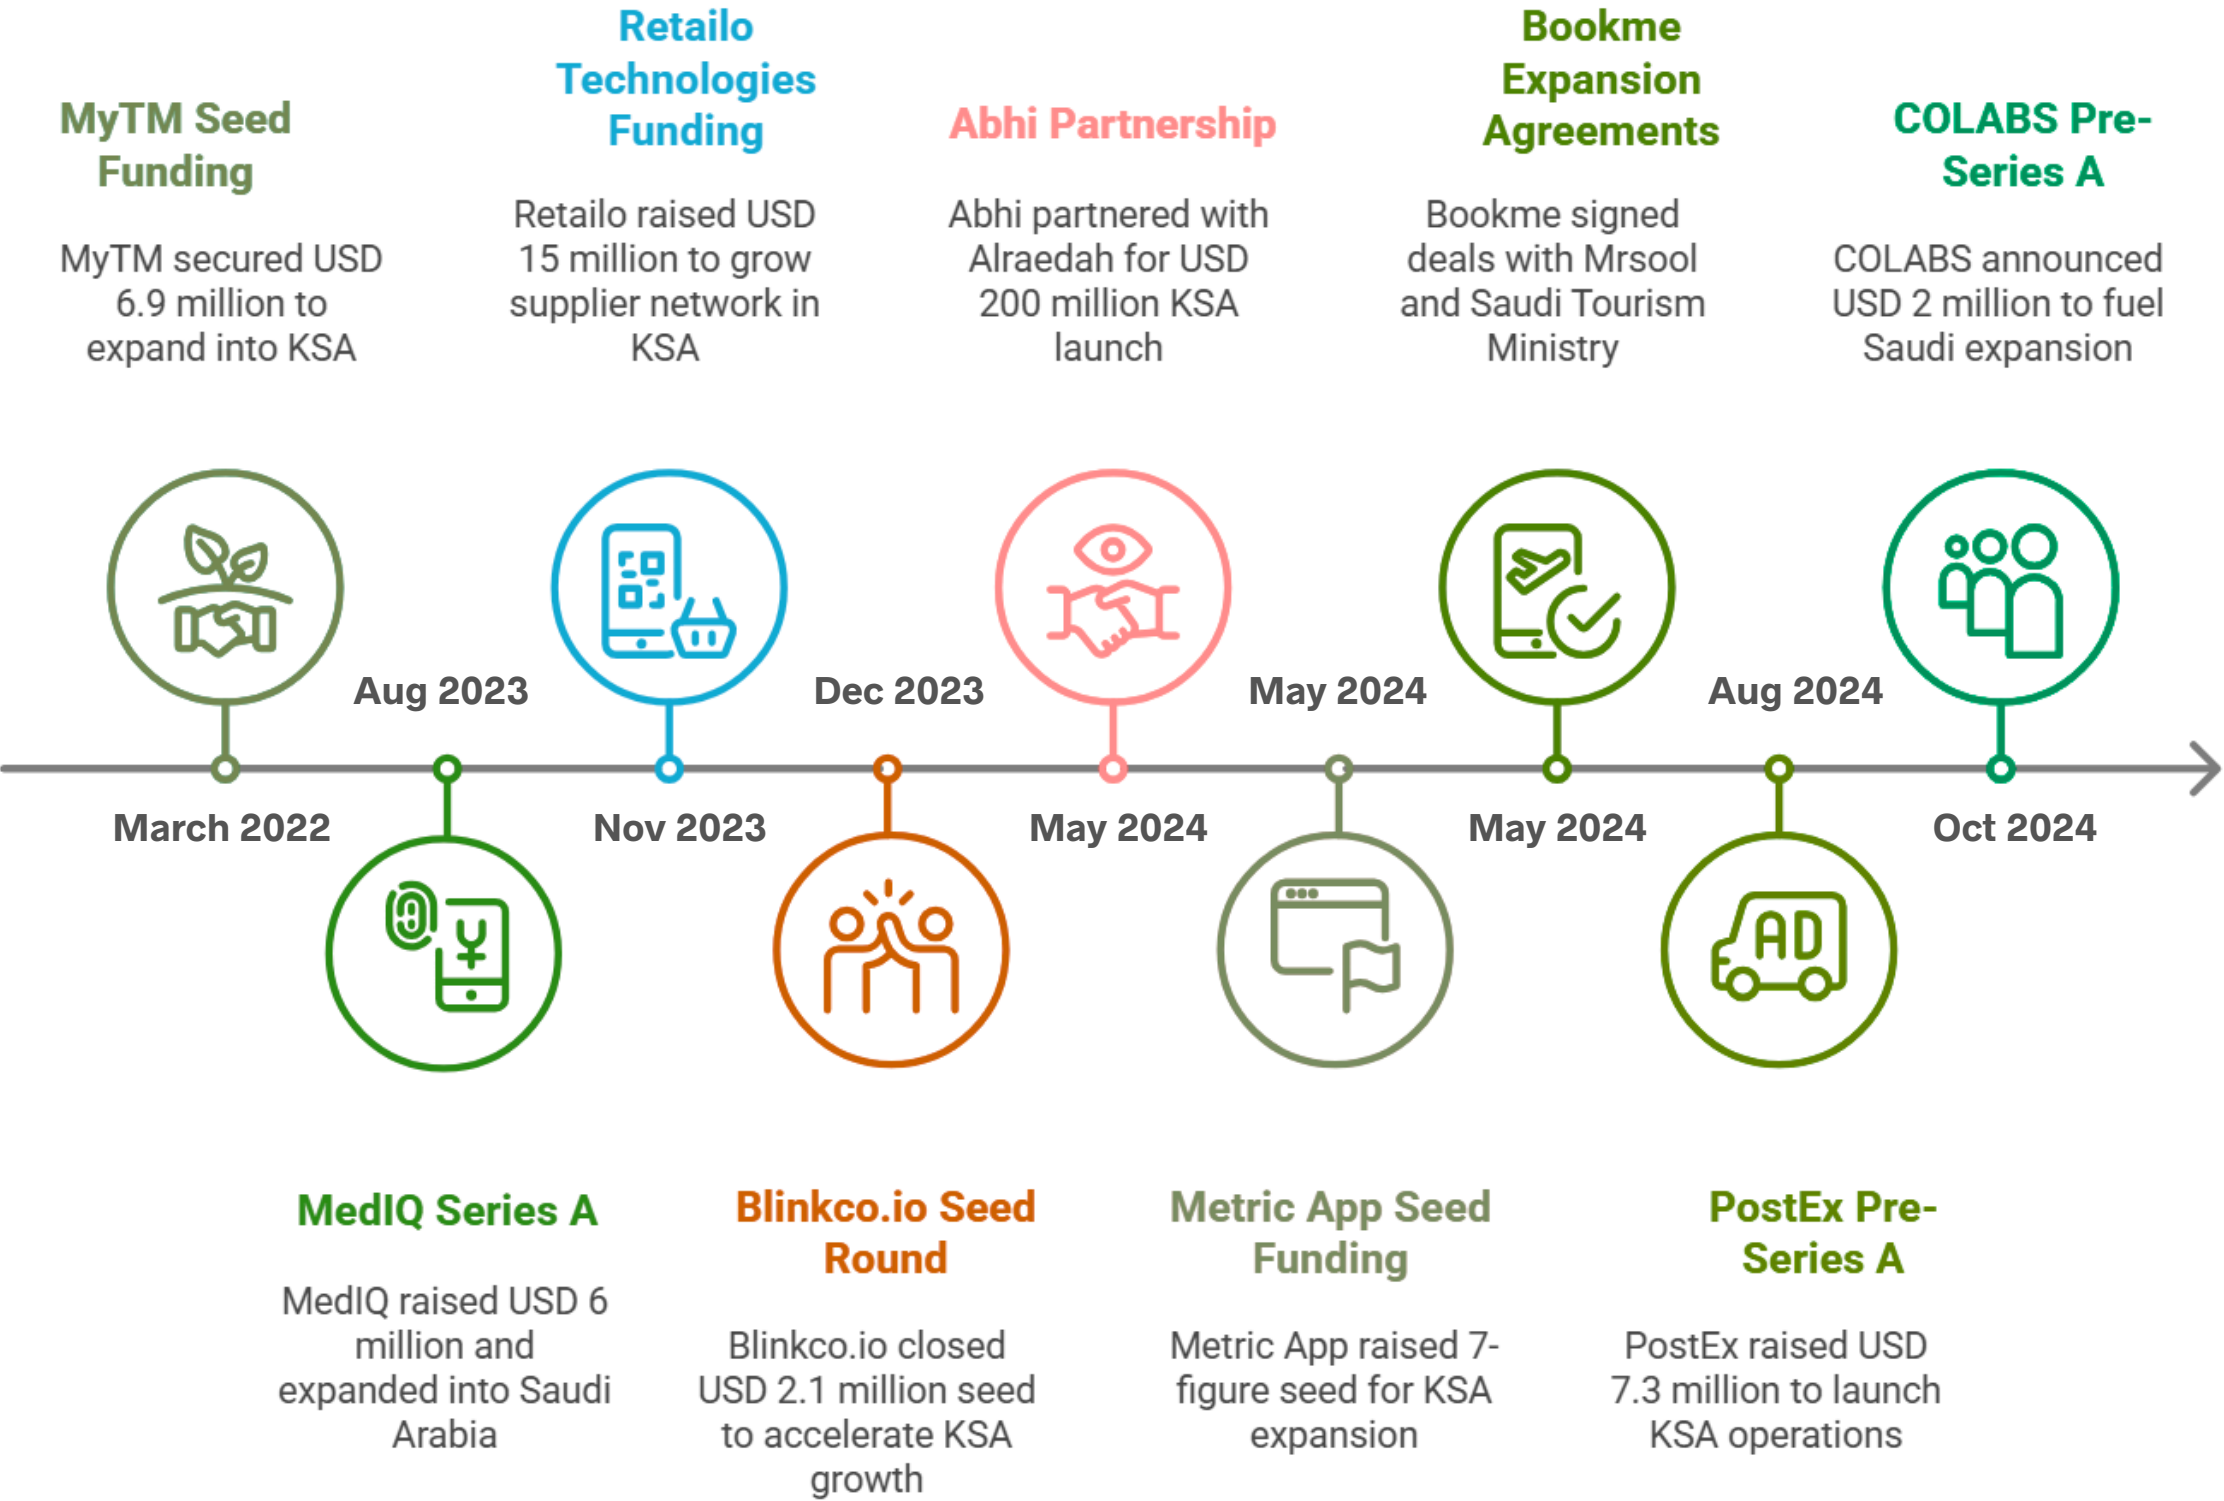 MyTM Seed
Funding
MyTM secured USD
6.9 million to
expand into KSA
Retailo
Technologies
Funding
Retailo raised USD
15 million to grow
supplier network in
KSA
Abhi Partnership
Abhi partnered with
Alraedah for USD
200 million KSA
launch
Bookme
Expansion
Agreements
Bookme signed
deals with Mrsool
and Saudi Tourism
Ministry
COLABS Pre-
Series A
COLABS announced
USD 2 million to fuel
Saudi expansion
Aug 2023
Dec 2023
May 2024
Aug 2024
March 2022
Nov 2023
May 2024
May 2024
Oct 2024
¥
AD
MedIQ Series A
MedIQ raised USD 6
million and
expanded into Saudi
Arabia
Blinkco.io Seed
Round
Blinkco.io closed
USD 2.1 million seed
to accelerate KSA
growth
Metric App Seed
Funding
Metric App raised 7-
figure seed for KSA
expansion
PostEx Pre-
Series A
PostEx raised USD
7.3 million to launch
KSA operations